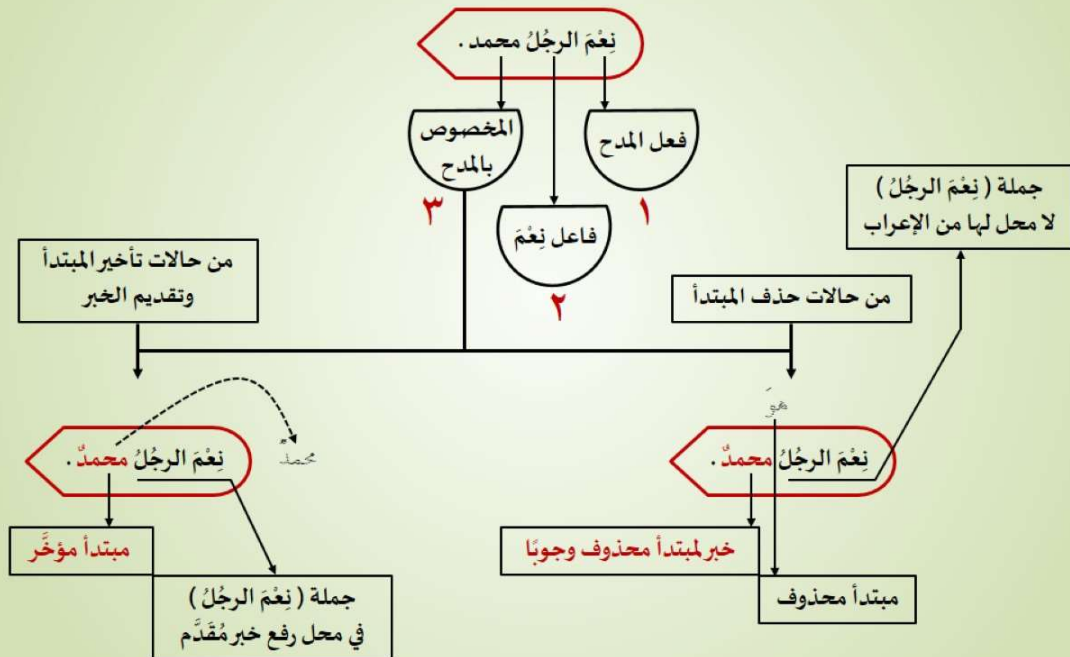 نِعْمَ الرجُلُ محمد .
فعل المدح
١
فاعل نِعْمَ
٢
المخصوص
بالمدح
٣
جملة ( نِعْمَ الرجُلُ )
لا محل لها من الإعراب
من حالات حذف المبتدأ
هوَ
نِعْمَ الرجُلُ محمدٌ .
خبر لمبتدأ محذوف وجوبًا
مبتدأ محذوف
من حالات تأخير المبتدأ
وتقديم الخبر
محمدٌ
نِعْمَ الرجُلُ محمدٌ .
مبتدأ مؤخَّر
جملة ( نِعْمَ الرجُلُ )
في محل رفع خبر مُقَدَّم